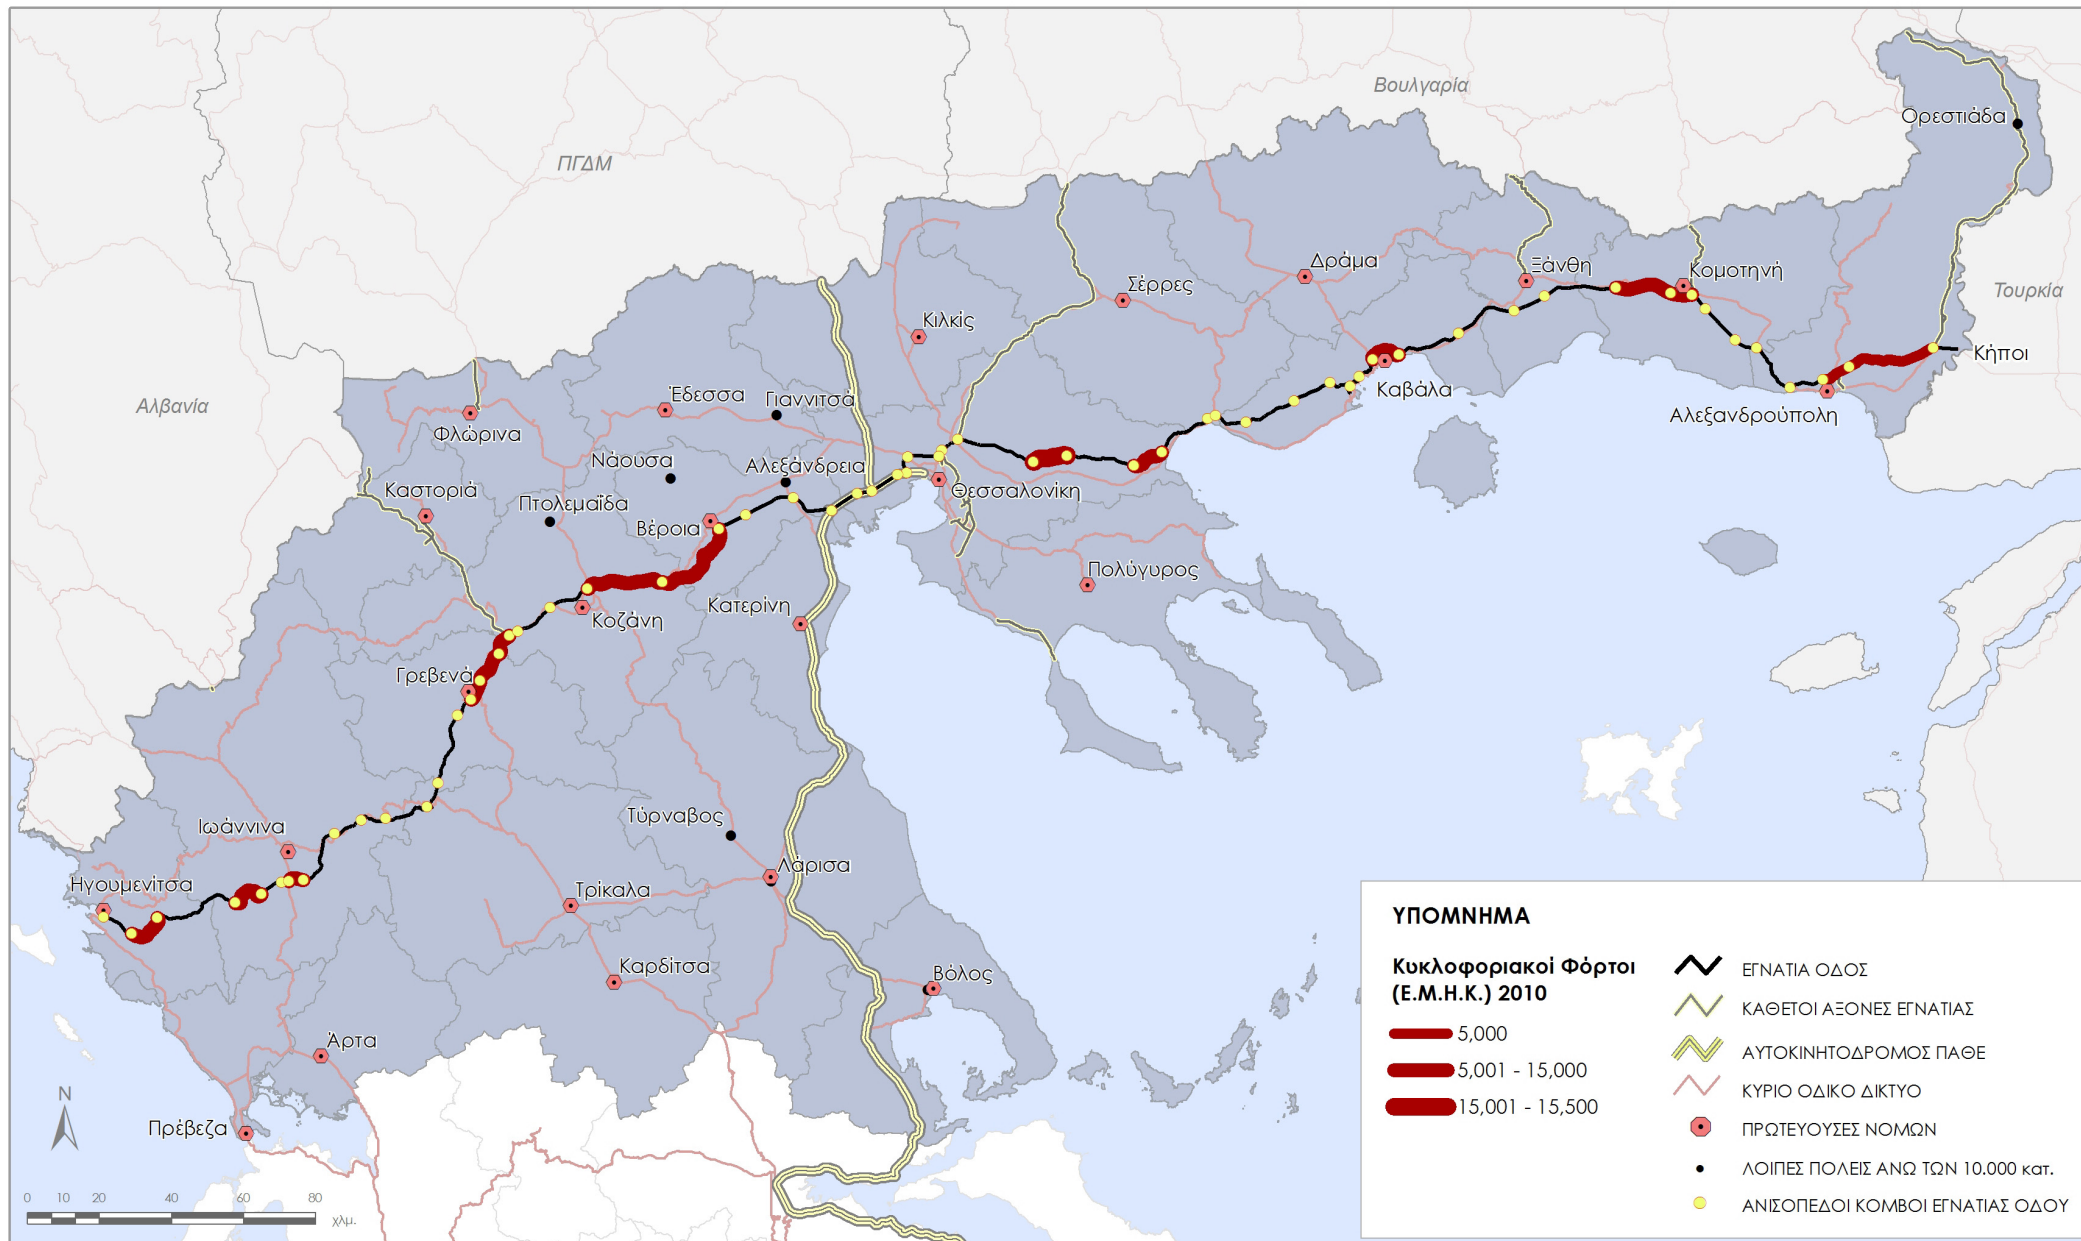 Βουλγαρία
Ορεστιάδα
ΠΓΔΜ
Δράμα
Ξάνθη
Κομοτηνή
Σέρρες
Τουρκία
Κιλκίς
Κήποι
Καβάλα
Αλβανία
Έδεσσα
Γιαννιτσά
Αλεξανδρούπολη
Φλώρινα
Νάουσα
Αλεξάνδρεια
Καστοριά
Θεσσαλονίκη
Πτολεμαΐδα
Βέροια
Πολύγυρος
Κατερίνη
Κοζάνη
Γρεβενά
Τύρναβος
Ιωάννινα
Λάρισα
Ηγουμενίτσα
Τρίκαλα
Καρδίτσα
Βόλος
Άρτα
Πρέβεζα
N
0 10 20 40 60 80
χλμ.
ΥΠΟΜΝΗΜΑ
Κυκλοφοριακοί Φόρτοι
(Ε.Μ.Η.Κ.) 2010
5,000
5,001 - 15,000
15,001 - 15,500
ΕΓΝΑΤΙΑ ΟΔΟΣ
ΚΑΘΕΤΟΙ ΑΞΟΝΕΣ ΕΓΝΑΤΙΑΣ
ΑΥΤΟΚΙΝΗΤΟΔΡΟΜΟΣ ΠΑΘΕ
ΚΥΡΙΟ ΟΔΙΚΟ ΔΙΚΤΥΟ
ΠΡΩΤΕΥΟΥΣΕΣ ΝΟΜΩΝ
ΛΟΙΠΕΣ ΠΟΛΕΙΣ ΑΝΩ ΤΩΝ 10.000 κατ.
ΑΝΙΣΟΠΕΔΟΙ ΚΟΜΒΟΙ ΕΓΝΑΤΙΑΣ ΟΔΟΥ